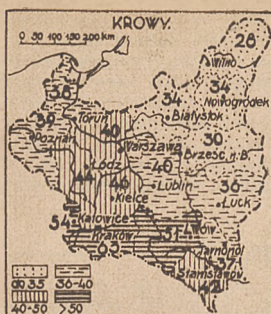 KROWY.
0 50 100 150 200 km
28
Wilno
38
34
34
Nowogródek
Toruń
Białystok
39
40
30
Poznań
Warszawa
Brześć n.B.
Łódź
40
44
46
Lublin
36
Kielce
Łuck
54
Katowice
Lwów
Kraków
51
63
Tarnopol
37
Stanisławów
42
do 35
36-40
40-50
>50